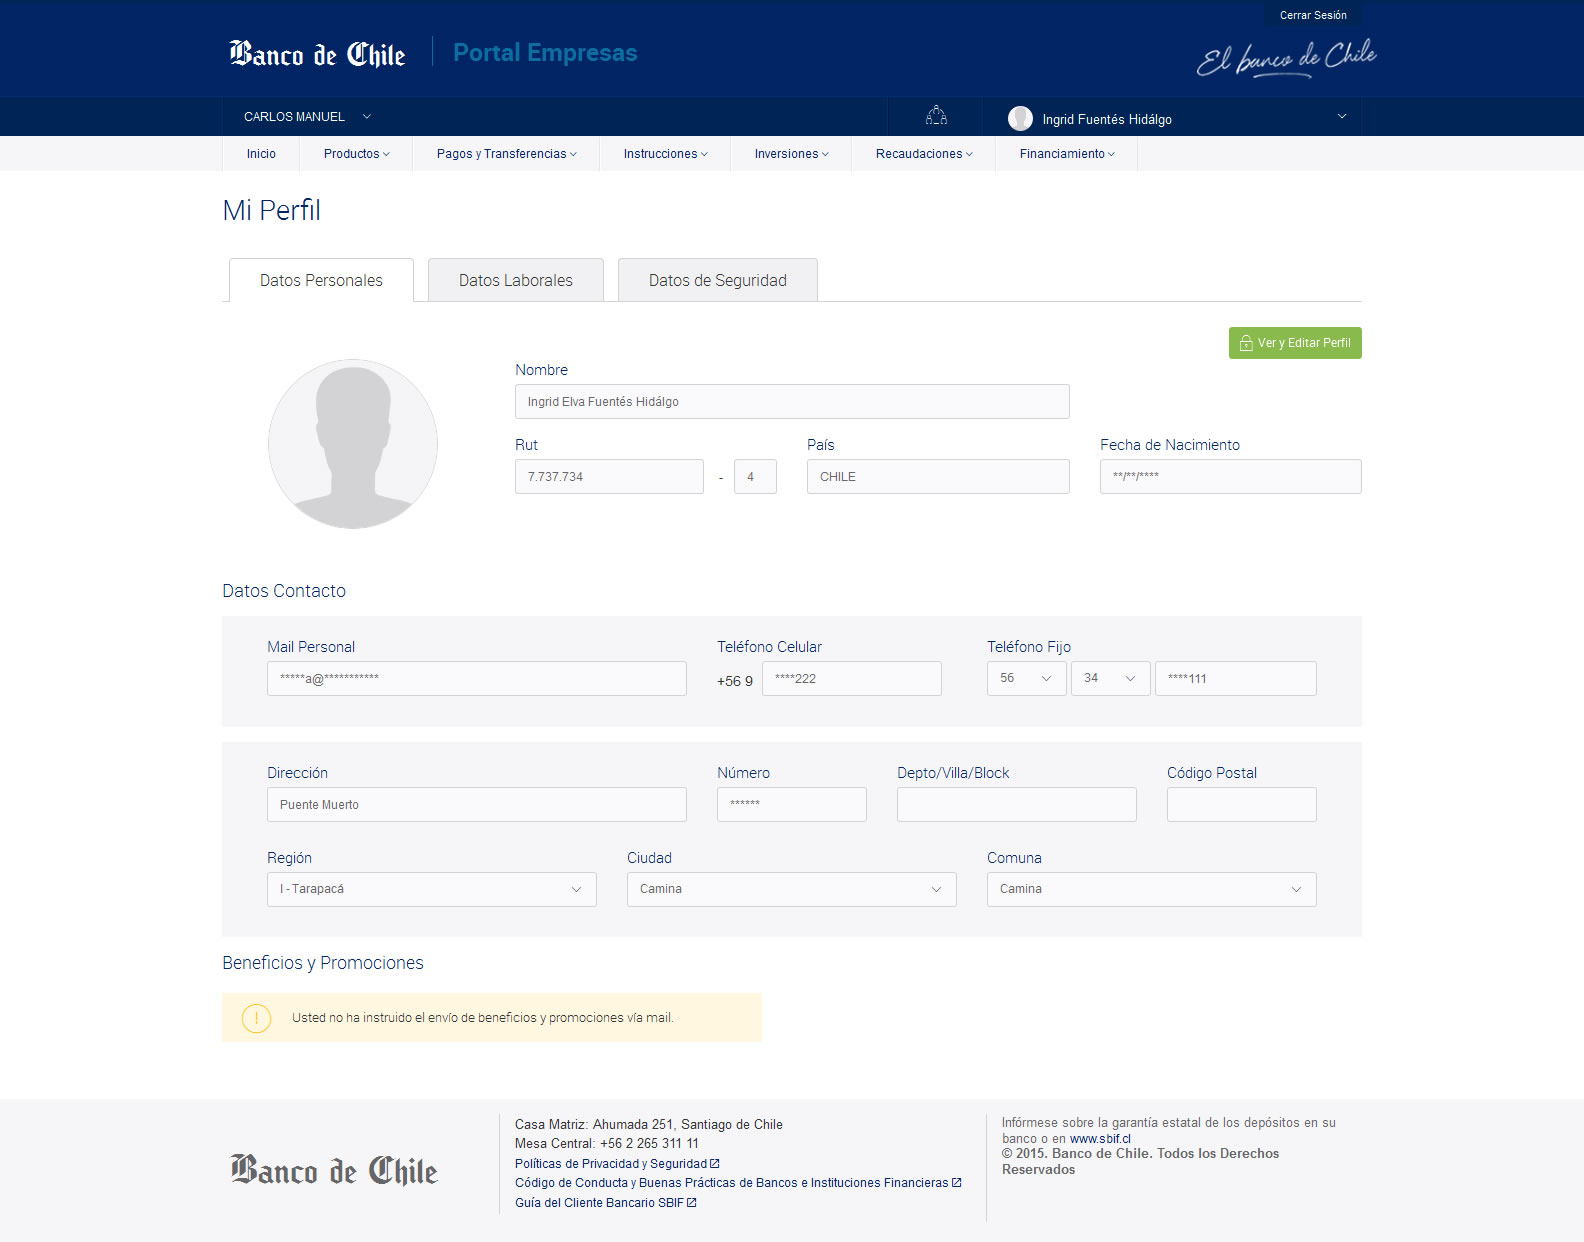 Cerrar Sesión
Banco de Chile
Portal Empresas
El banco de Chile
CARLOS MANUEL
Ingrid Fuentés Hidálgo
Inicio
Productos
Pagos y Transferencias
Instrucciones
Inversiones
Recaudaciones
Financiamiento
Mi Perfil
Datos Personales
Datos Laborales
Datos de Seguridad
Ver y Editar Perfil
Nombre
Ingrid Elva Fuentés Hidálgo
Rut
País
Fecha de Nacimiento
7.737.734 - 4
CHILE
**/**/****
Datos Contacto
Mail Personal
Teléfono Celular
Teléfono Fijo
*****a@***********
+56 9 ****222
56
34
****111
Dirección
Número
Depto/Villa/Block
Código Postal
Puente Muerto
******
Región
Ciudad
Comuna
I - Tarapacá
Camina
Camina
Beneficios y Promociones
! Usted no ha instruido el envío de beneficios y promociones vía mail.
Banco de Chile
Casa Matriz: Ahumada 251, Santiago de Chile
Mesa Central: +56 2 265 311 11
Políticas de Privacidad y Seguridad
Código de Conducta y Buenas Prácticas de Bancos e Instituciones Financieras
Guía del Cliente Bancario SBIF
Infórmese sobre la garantía estatal de los depósitos en su
banco o en www.sbif.cl
© 2015. Banco de Chile. Todos los Derechos
Reservados